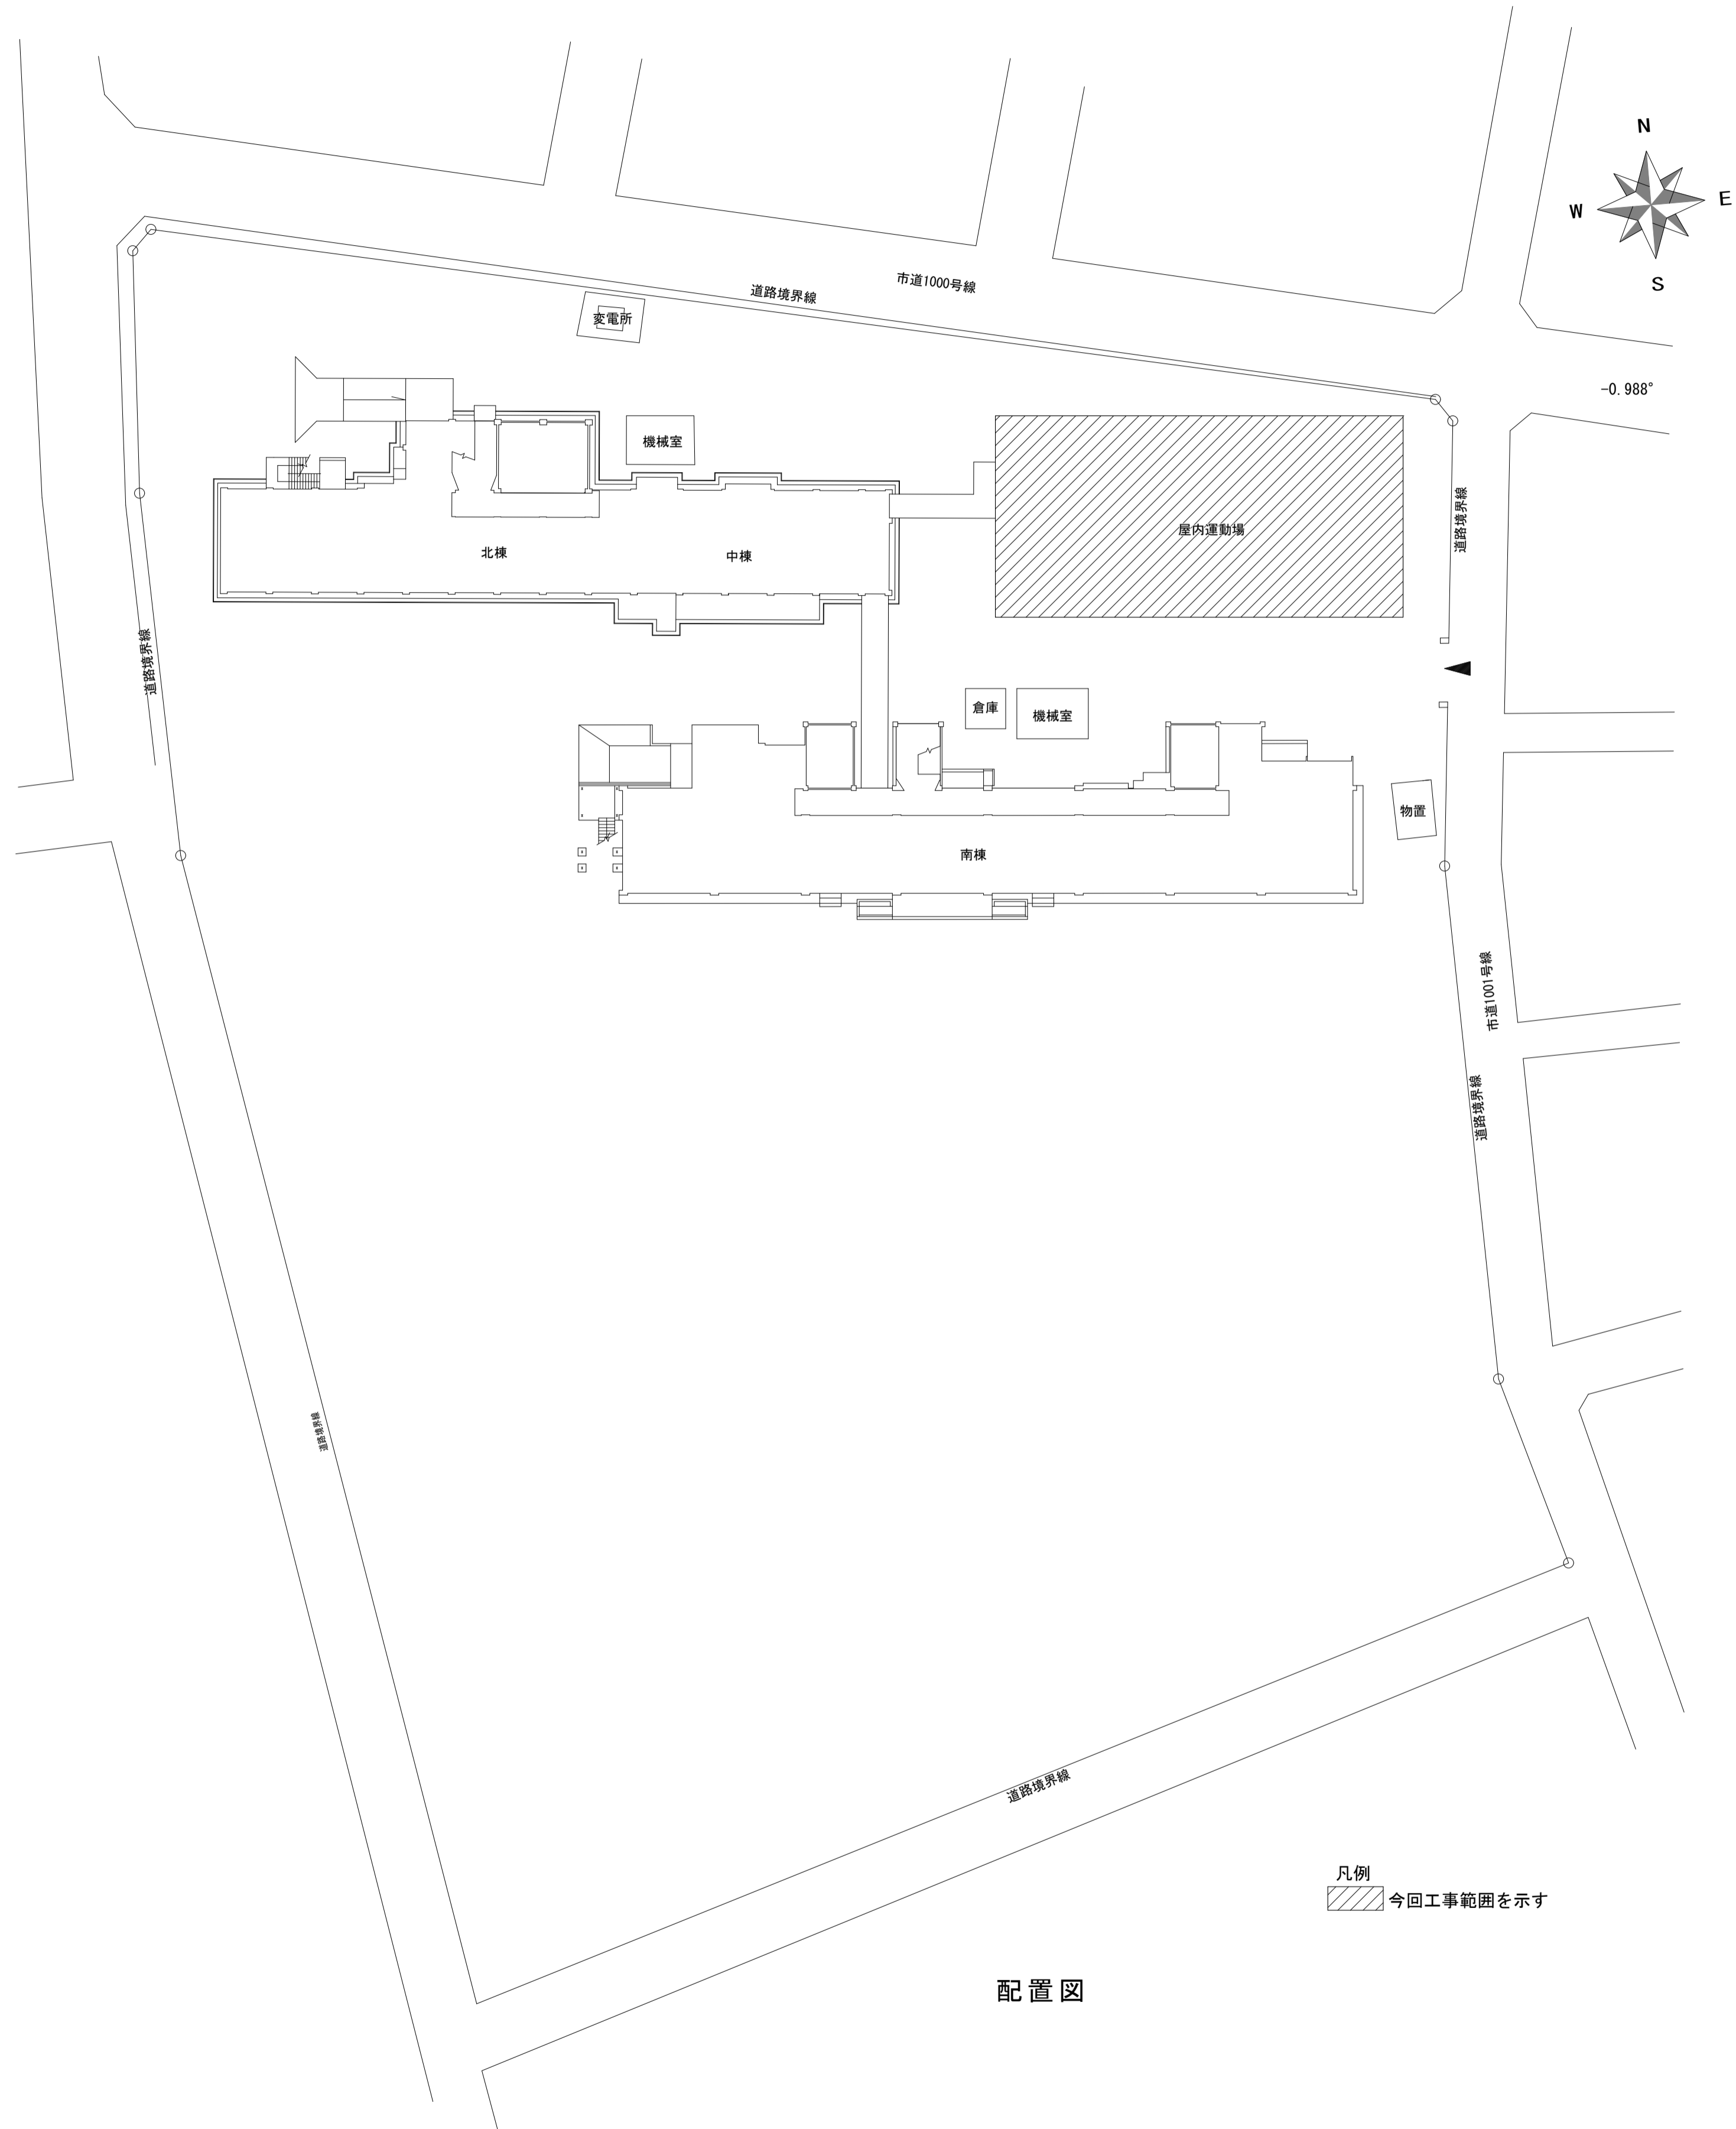 N
W
E
S
市道1000号線
道路境界線
変電所
-0.988°
機械室
屋内運動場
道路境界線
北棟
中棟
道路境界線
倉庫
機械室
物置
南棟
市道1001号線
道路境界線
道路境界線
道路境界線
凡例
今回工事範囲を示す
配置図